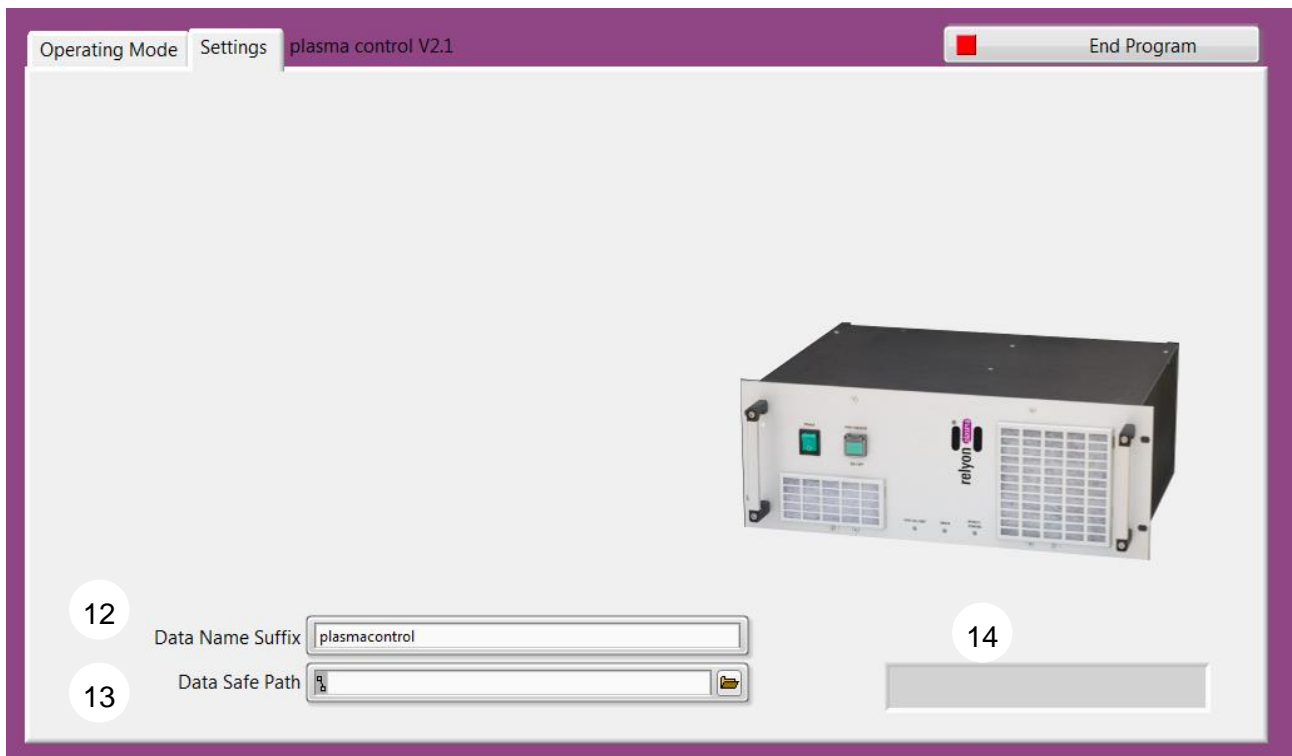 Operating Mode Settings plasma control V2.1 End Program
relyon plasma
12
Data Name Suffix plasmacontrol
14
13
Data Safe Path